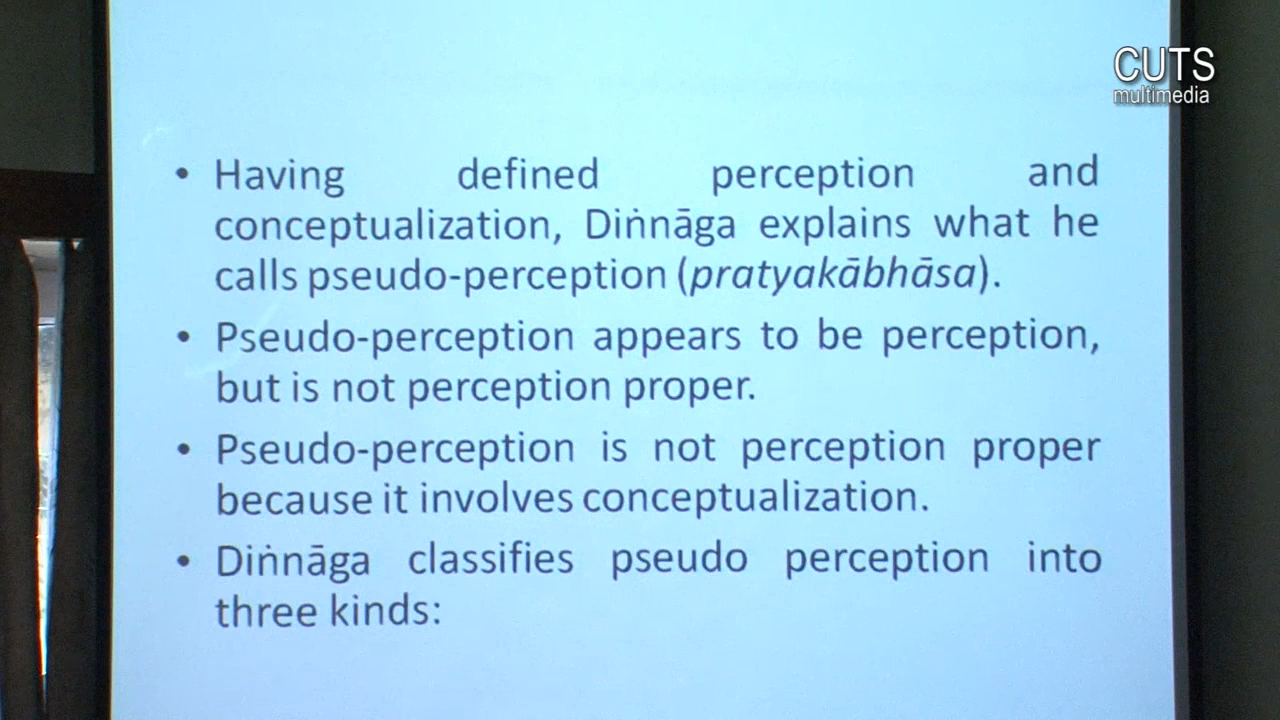 CUTS
multimedia
• Having defined perception and
conceptualization, Diṅnāga explains what he
calls pseudo-perception (pratyakābhāsa).
• Pseudo-perception appears to be perception,
but is not perception proper.
• Pseudo-perception is not perception proper
because it involves conceptualization.
• Diṅnāga classifies pseudo perception into
three kinds: